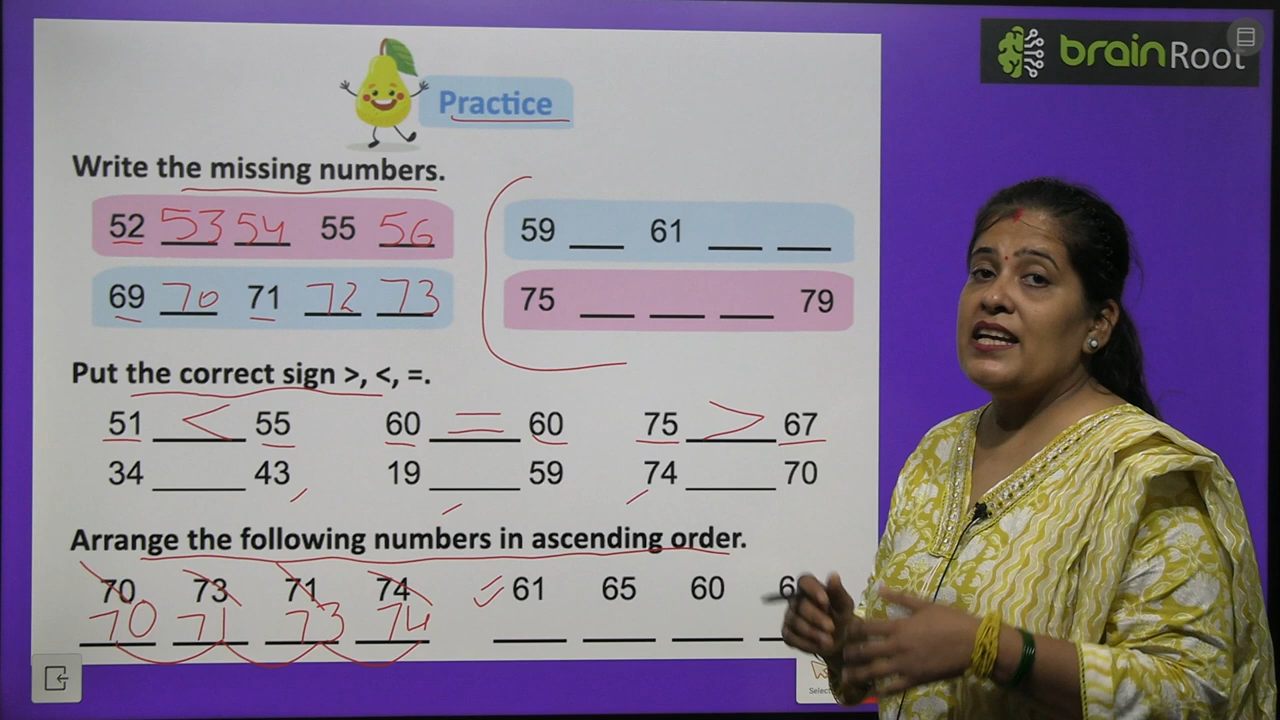 brainRoot
Practice
Write the missing numbers.
52 53 54 55 56
59 ___ 61 ___ ___
69 70 71 72 73
75 ___ ___ ___ 79
Put the correct sign >, <, =.
51 < 55 60 = 60 75 > 67
34 ___ 43 19 ___ 59 74 ___ 70
Arrange the following numbers in ascending order.
70 73 71 74 61 65 60
70 71 73 74